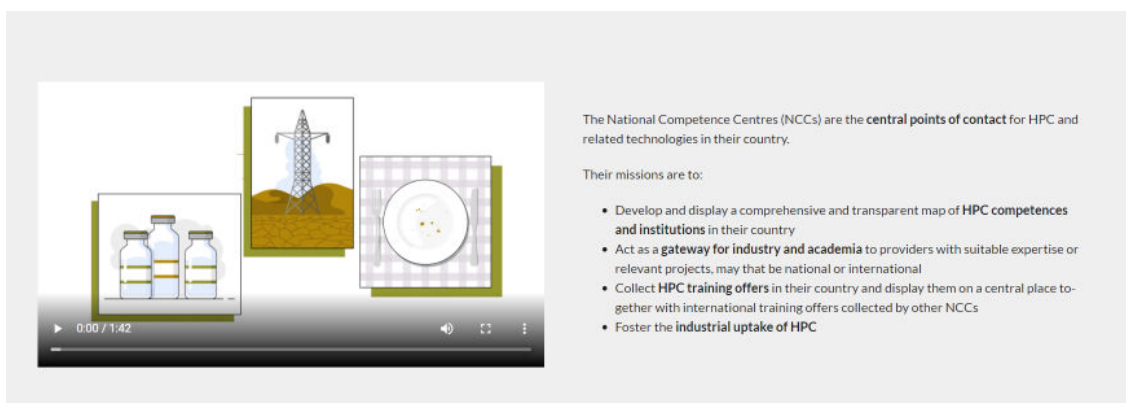 The National Competence Centres (NCCs) are the central points of contact for HPC and
related technologies in their country.
Their missions are to:
• Develop and display a comprehensive and transparent map of HPC competences
and institutions in their country
• Act as a gateway for industry and academia to providers with suitable expertise or
relevant projects, may that be national or international
• Collect HPC training offers in their country and display them on a central place to-
gether with international training offers collected by other NCCs
• Foster the industrial uptake of HPC
0:00 / 1:42